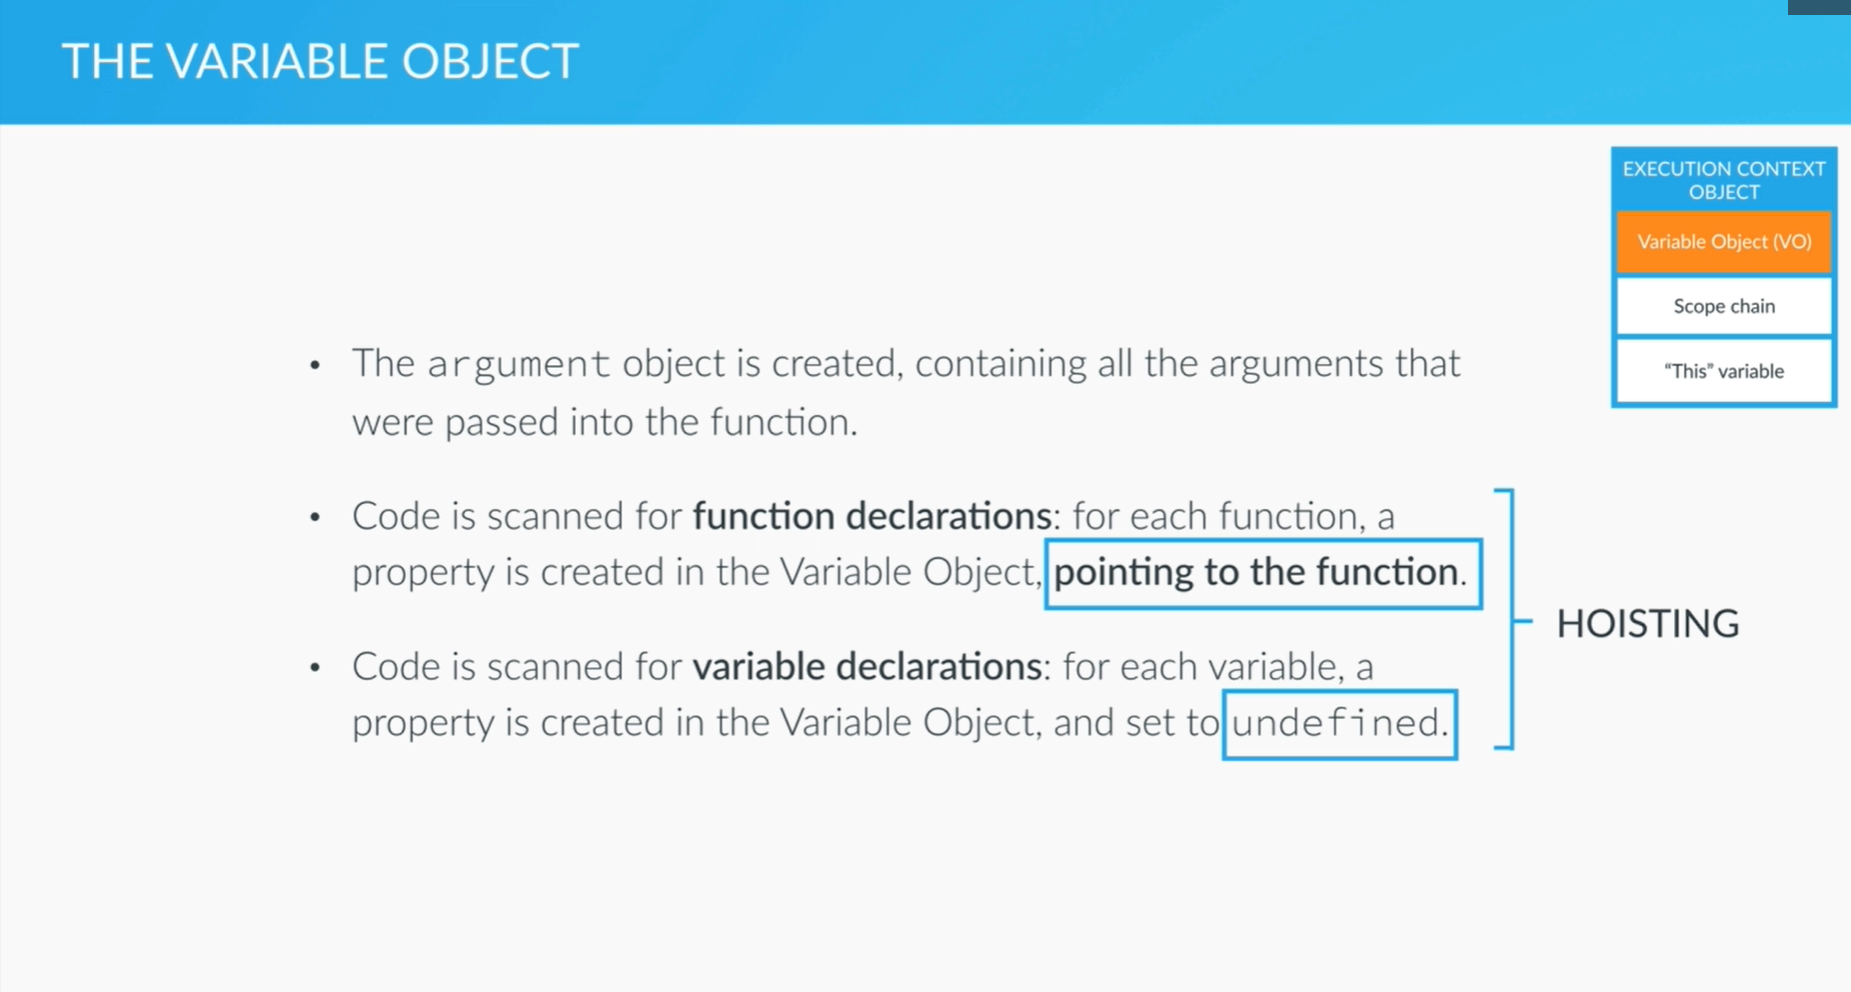 THE VARIABLE OBJECT
EXECUTION CONTEXT
OBJECT
Variable Object (VO)
Scope chain
“This” variable
• The argument object is created, containing all the arguments that
were passed into the function.
• Code is scanned for function declarations: for each function, a
property is created in the Variable Object, pointing to the function.
• Code is scanned for variable declarations: for each variable, a
property is created in the Variable Object, and set to undefined.
HOISTING